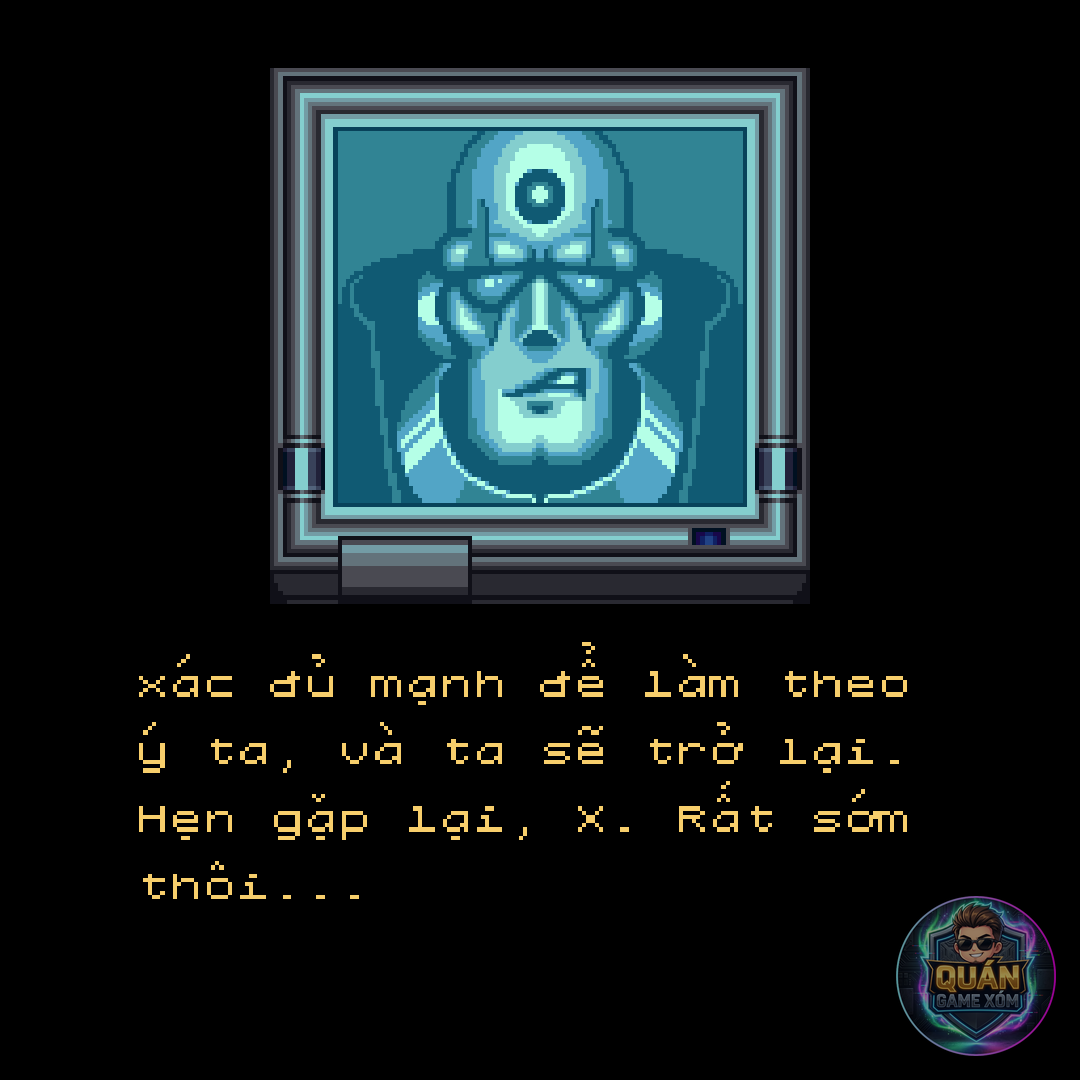 xác đủ mạnh để làm theo
ý ta, và ta sẽ trở lại.
Hẹn gặp lại, X. Rất sớm
thôi...
QUÁN
GAME XÓM